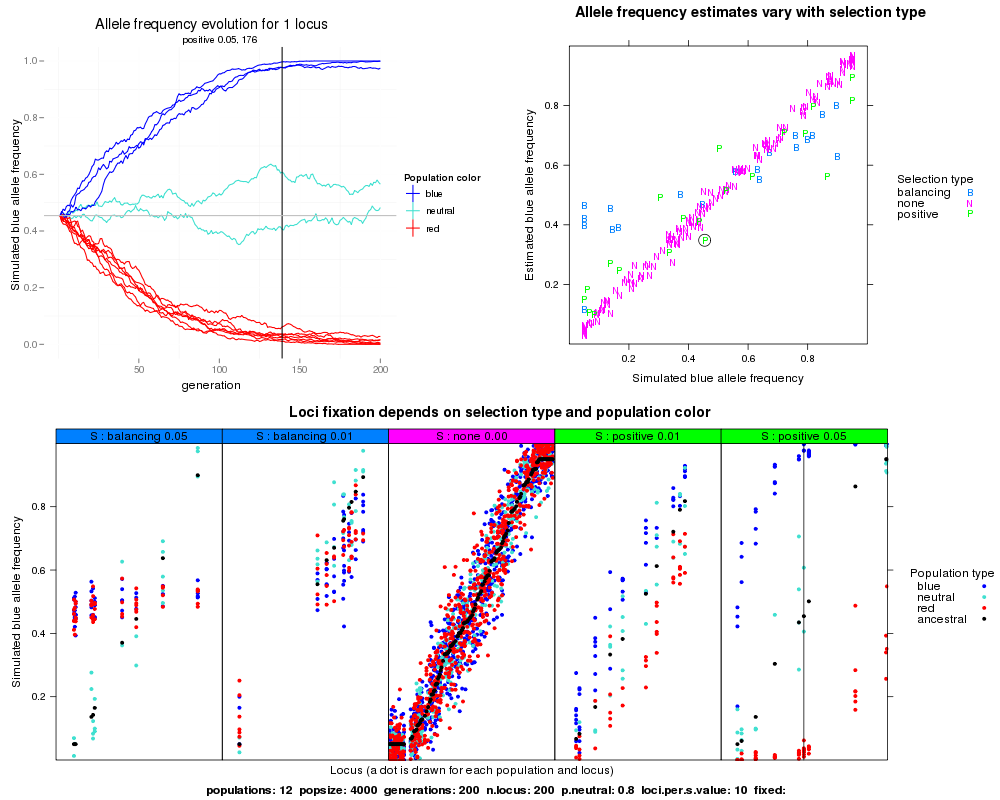 Allele frequency evolution for 1 locus
positive 0.05, 176
Simulated blue allele frequency
1.0
0.8
0.6
0.4
0.2
0.0
50
100
150
200
generation
Population color
blue
neutral
red
Allele frequency estimates vary with selection type
Estimated blue allele frequency
0.8
0.6
0.4
0.2
0.2
0.4
0.6
0.8
Simulated blue allele frequency
Selection type
balancing B
none N
positive P
Loci fixation depends on selection type and population color
S : balancing 0.05
S : balancing 0.01
S : none 0.00
S : positive 0.01
S : positive 0.05
Simulated blue allele frequency
0.8
0.6
0.4
0.2
Population type
blue
neutral
red
ancestral
Locus (a dot is drawn for each population and locus)
populations: 12 popsize: 4000 generations: 200 n.locus: 200 p.neutral: 0.8 loci.per.s.value: 10 fixed: